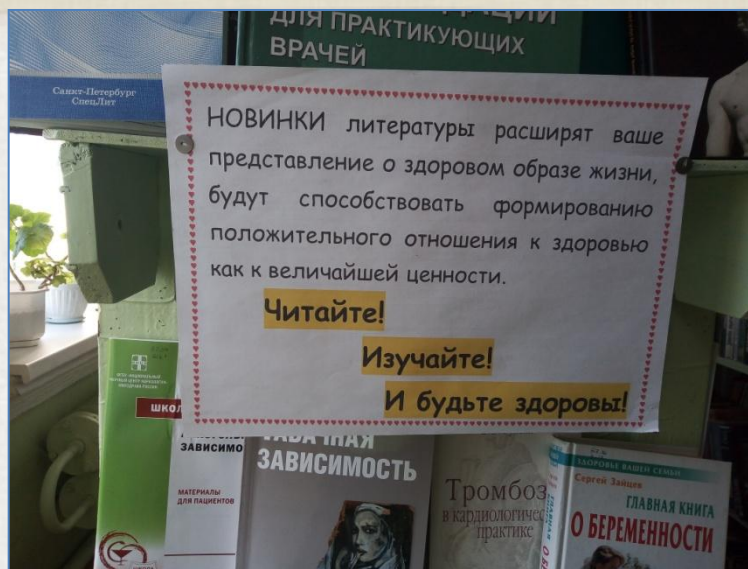 ДЛЯ ПРАКТИКУЮЩИХ
ВРАЧЕЙ
Санкт-Петербург
СпецЛит
НОВИНКИ литературы расширят ваше
представление о здоровом образе жизни,
будут способствовать формированию
положительного отношения к здоровью
как к величайшей ценности.
Читайте!
Изучайте!
И будьте здоровы!
ЗАВИСИМО
МАТЕРИАЛЫ
ДЛЯ ПАЦИЕНТОВ
ТАБАЧНАЯ
ЗАВИСИМОСТЬ
Тромбоз
в кардиологической
практике
ЗДОРОВЬЕ ВАШЕЙ СЕМЬИ
Сергей Зайцев
ГЛАВНАЯ КНИГА
О БЕРЕМЕННОСТИ